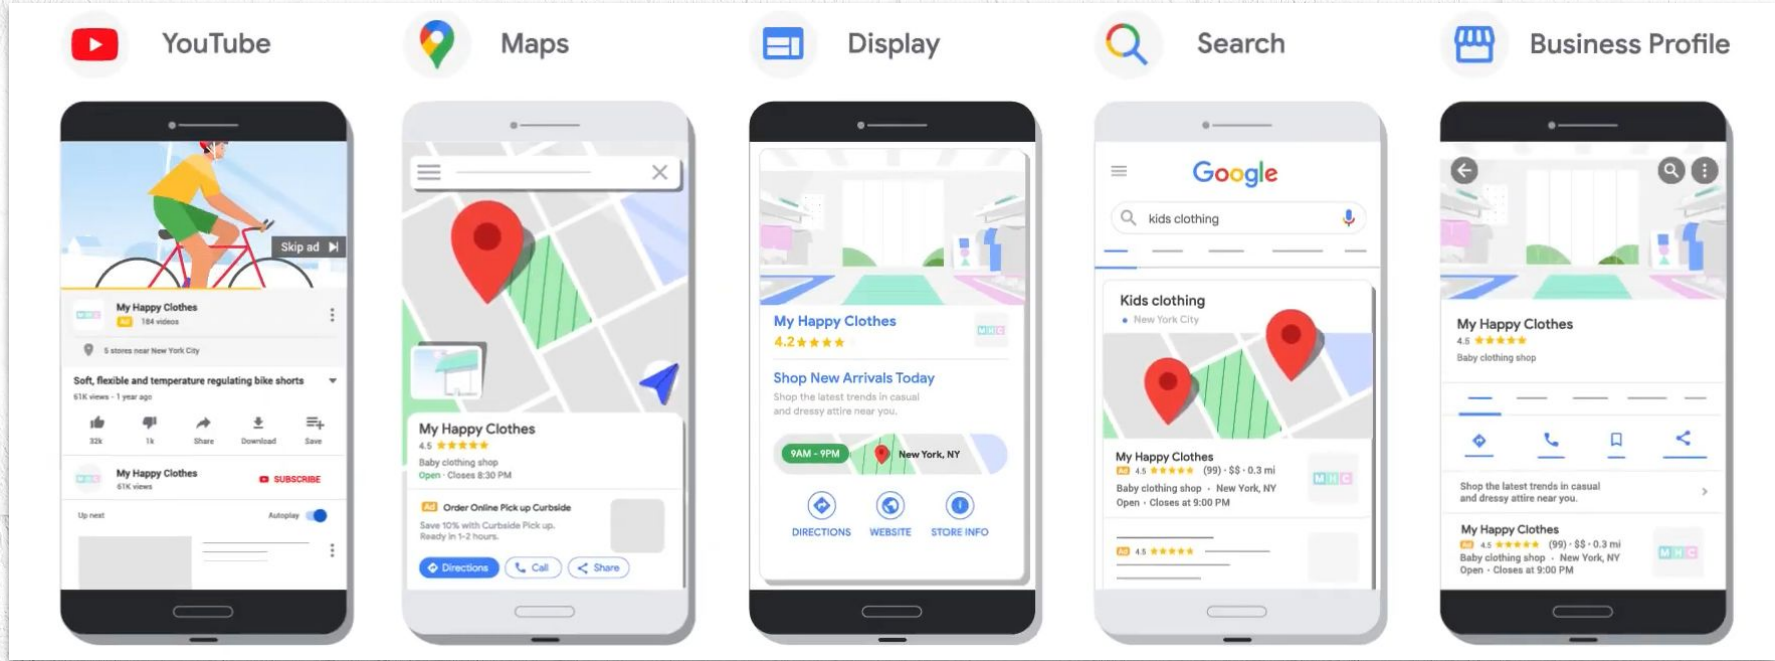 YouTube
Skip ad
My Happy Clothes
Ad 184 videos
5 stores near New York City
Soft, flexible and temperature regulating bike shorts
61K views - 1 year ago
32k 1k Share Download Save
My Happy Clothes
61K views
SUBSCRIBE
Up next Autoplay
Maps
My Happy Clothes
4.5
Baby clothing shop
Open · Closes 8:30 PM
Ad Order Online Pick up Curbside
Save 10% with Curbside Pick up.
Ready in 1-2 hours.
Directions Call Share
Display
My Happy Clothes
4.2
MHC
Shop New Arrivals Today
Shop the latest trends in casual
and dressy attire near you.
9AM - 9PM New York, NY
DIRECTIONS WEBSITE STORE INFO
Search
Google
kids clothing
Kids clothing
New York City
My Happy Clothes
Ad 4.5 (99) · $$ · 0.3 mi
Baby clothing shop · New York, NY
Open · Closes at 9:00 PM
MHC
Ad 4.5
Business Profile
My Happy Clothes
4.5
Baby clothing shop
Shop the latest trends in casual
and dressy attire near you.
My Happy Clothes
Ad 4.5 (99) · $$ · 0.3 mi
Baby clothing shop · New York, NY
Open · Closes at 9:00 PM
MHC